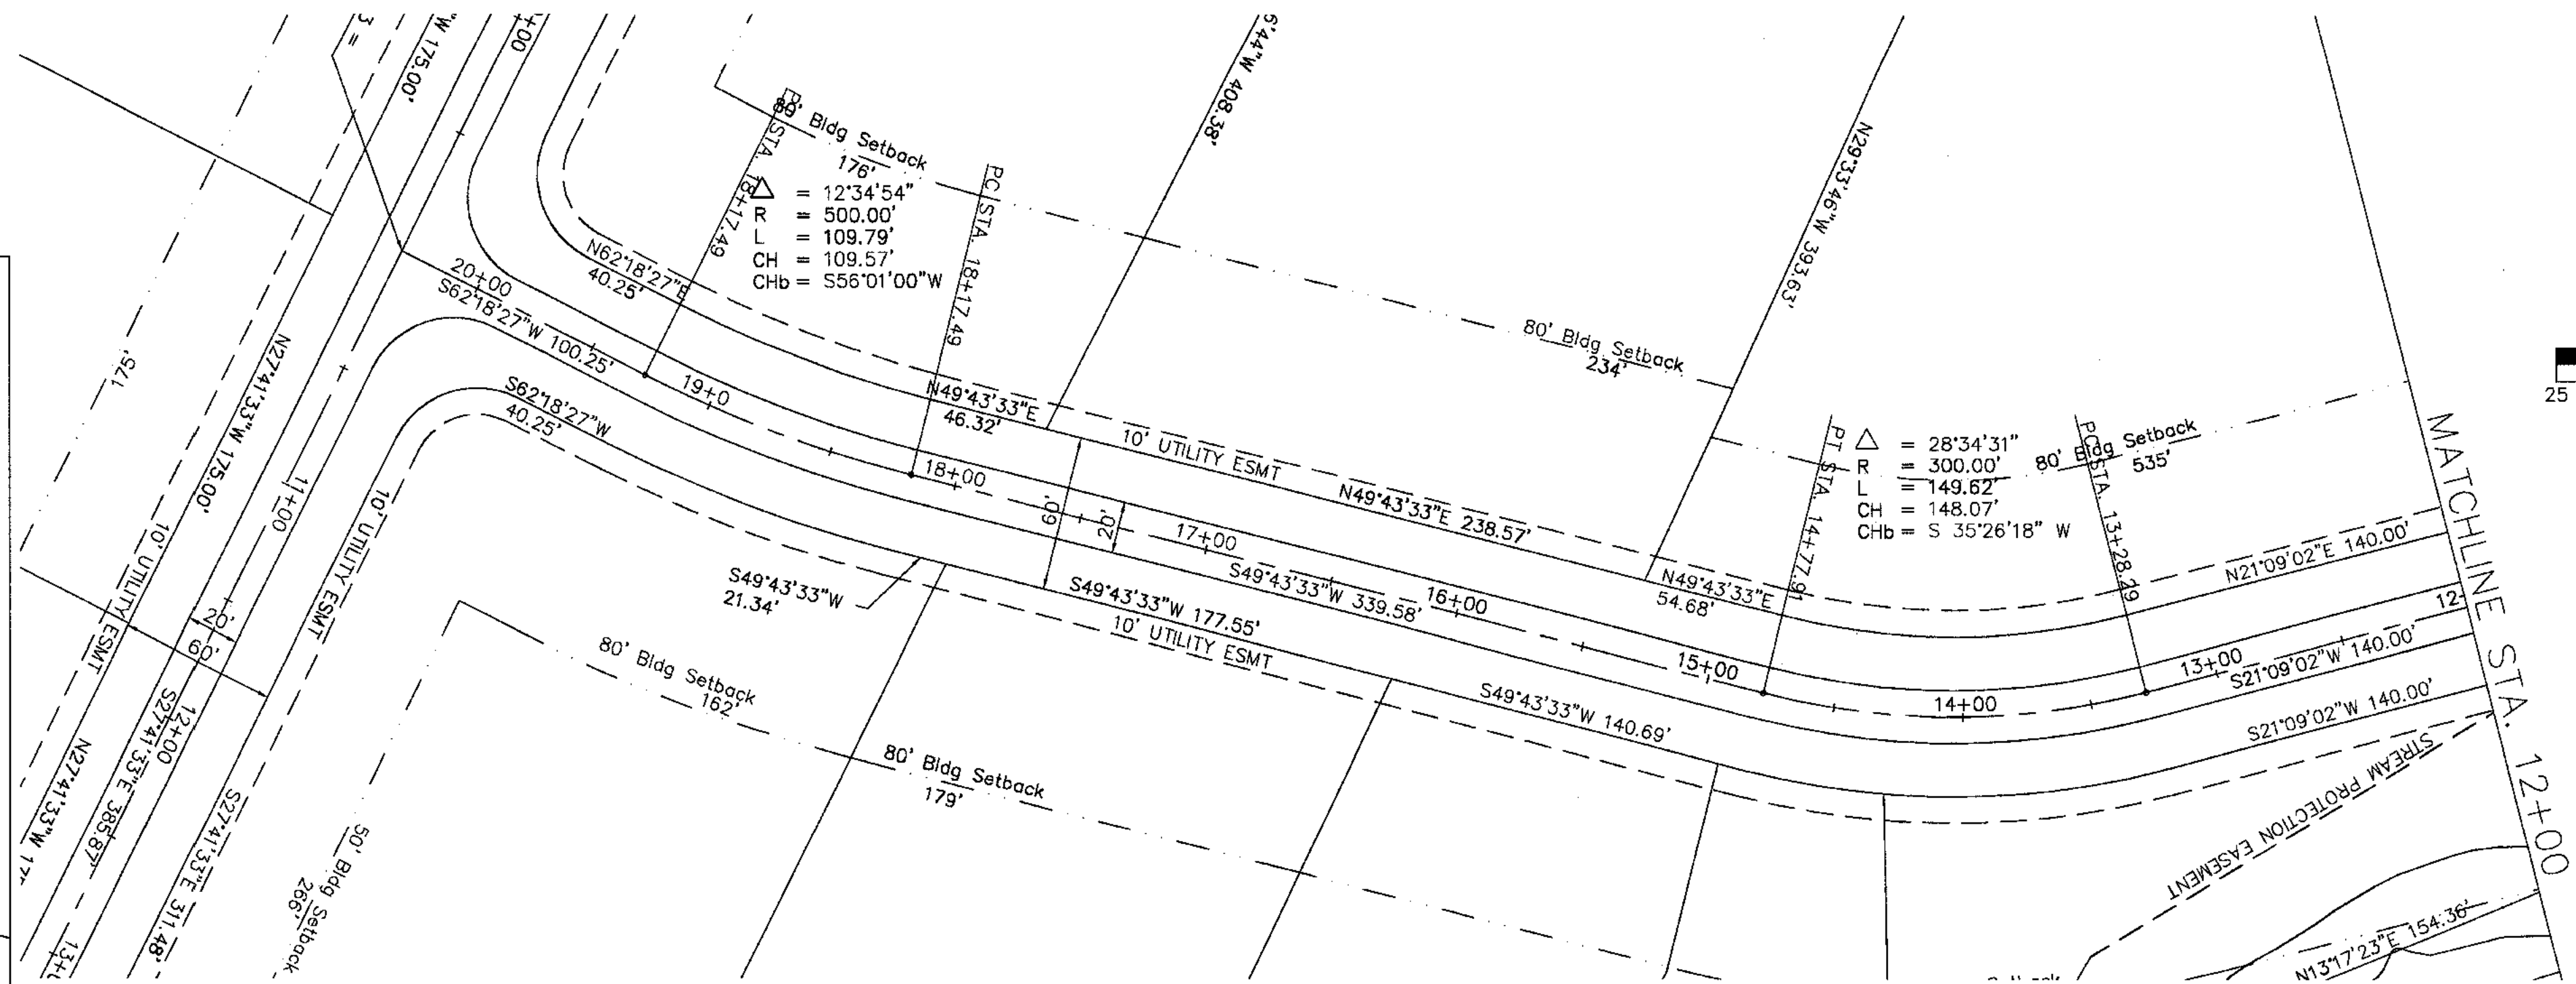 3 =
"W 175.00'
+00
80' Bldg Setback
176'
STA. 18+17.49
△ = 12°34'54"
R = 500.00'
L = 109.79'
CH = 109.57'
CHb = S56°01'00"W
PC STA. 18+17.49
6'44"W 408.38'
N29°33'46"W 393.63'
80' Bldg Setback
234'
PT STA. 14+77.91
△ = 28°34'31"
R = 300.00'
L = 149.62'
CH = 148.07'
CHb = S 35°26'18" W
PC STA. 13+28.29
80' Bldg Setback
535'
25
MATCHLINE STA. 12+00
N62°18'27"E
40.25'
20+00
S62°18'27"W 100.25'
S62°18'27"W
40.25'
19+0
N49°43'33"E
46.32'
18+00
10' UTILITY ESMT
N49°43'33"E 238.57'
60'
20'
17+00
S49°43'33"W 339.58'
16+00
N49°43'33"E
54.68'
15+00
14+00
13+00
12-
N21°09'02"E 140.00'
S21°09'02"W 140.00'
S21°09'02"W 140.00'
STREAM PROTECTION EASEMENT
N13°17'23"E 154.36'
S49°43'33"W
21.34'
S49°43'33"W 177.55'
10' UTILITY ESMT
S49°43'33"W 140.69'
80' Bldg Setback
162'
80' Bldg Setback
179'
50' Bldg Setback
266'
175'
N27°41'33"W 175.00'
11+00
10' UTILITY ESMT
10' UTILITY ESMT
20'
60'
12+00
S27°41'33"E 385.87'
N27°41'33"W 17
S27°41'33"E 311.48'
13+